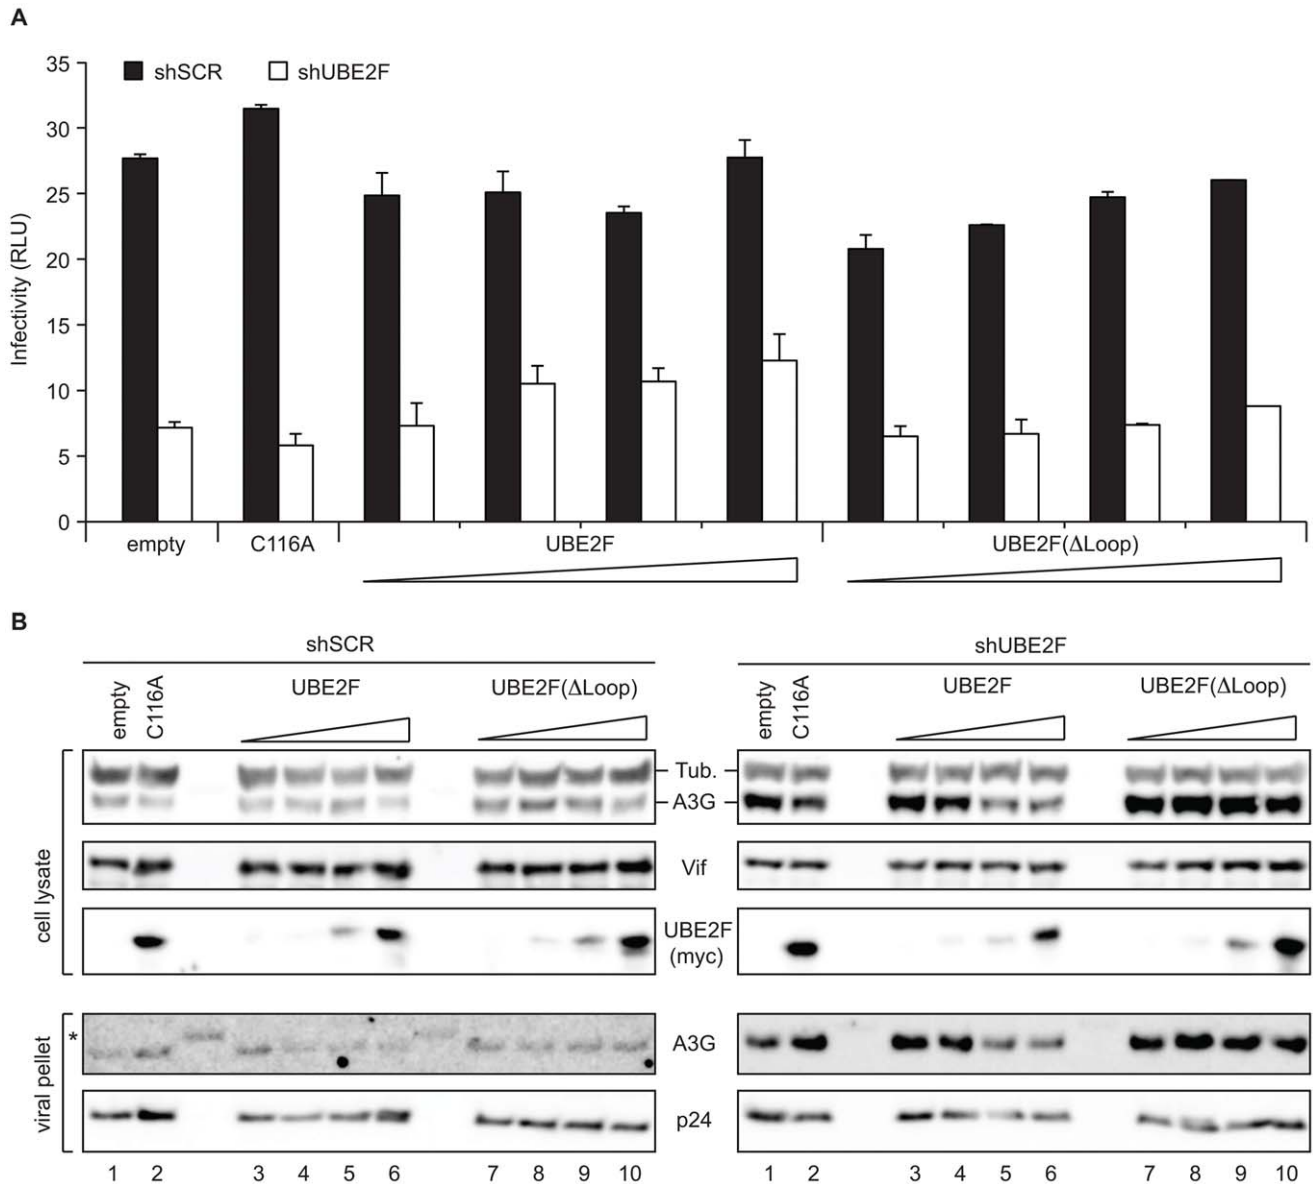 A
35
30
25
20
15
10
5
0
Infectivity (RLU)
shSCR shUBE2F
empty C116A UBE2F UBE2F(ΔLoop)
B
shSCR shUBE2F
empty C116A UBE2F UBE2F(ΔLoop) empty C116A UBE2F UBE2F(ΔLoop)
cell lysate
Tub.
A3G
Vif
UBE2F
(myc)
viral pellet
* A3G
p24
1 2 3 4 5 6 7 8 9 10 1 2 3 4 5 6 7 8 9 10